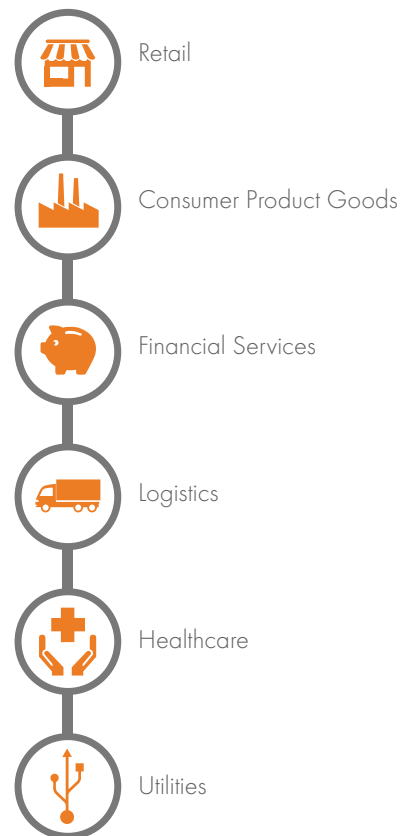 Retail
Consumer Product Goods
Financial Services
Logistics
Healthcare
Utilities